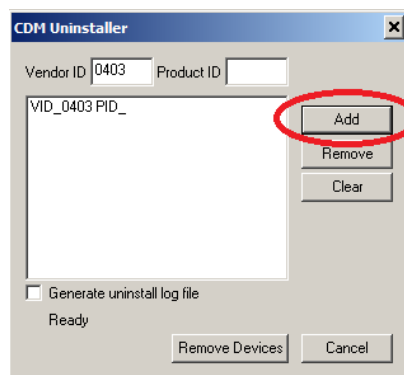 CDM Uninstaller
Vendor ID 0403 Product ID
VID_0403 PID_
Add
Remove
Clear
Generate uninstall log file
Ready
Remove Devices Cancel